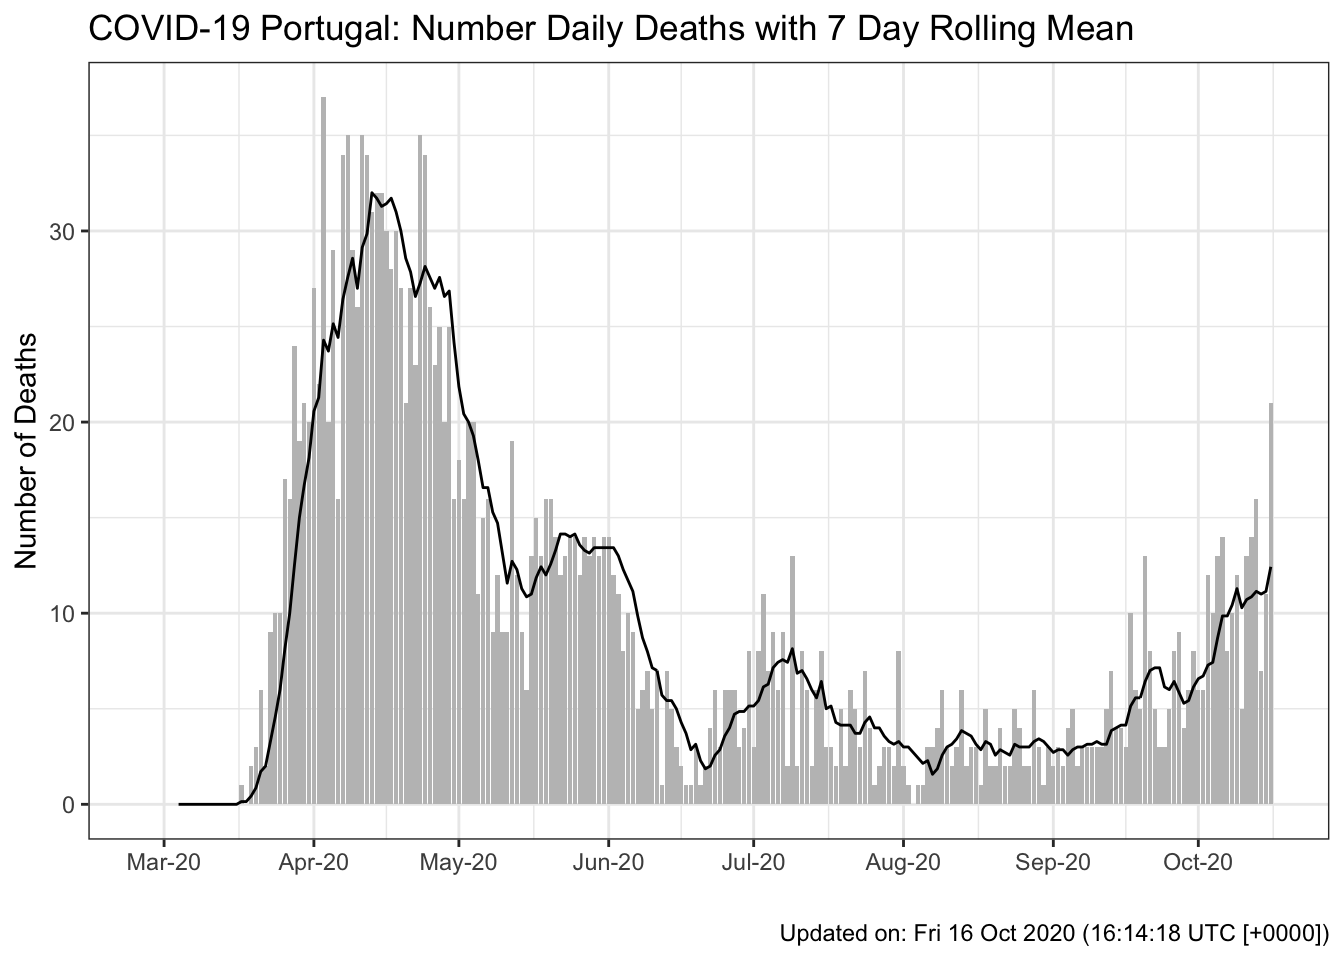 COVID-19 Portugal: Number Daily Deaths with 7 Day Rolling Mean
Number of Deaths
30
20
10
0
Mar-20 Apr-20 May-20 Jun-20 Jul-20 Aug-20 Sep-20 Oct-20
Updated on: Fri 16 Oct 2020 (16:14:18 UTC [+0000])